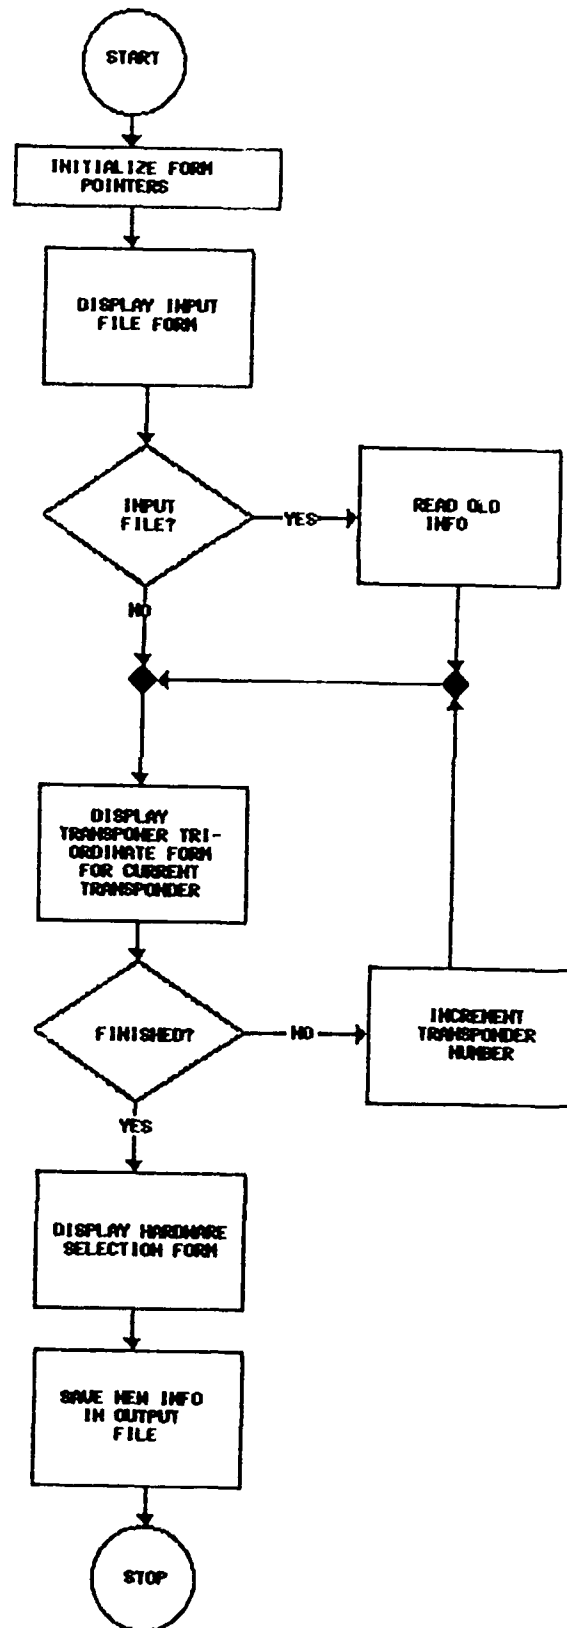 START
INITIALIZE FORM
POINTERS
DISPLAY INPUT
FILE FORM
INPUT
FILE?
YES
READ OLD
INFO
NO
DISPLAY
TRANSPONER TRI-
ORDINATE FORM
FOR CURRENT
TRANSPONDER
FINISHED?
NO
INCREMENT
TRANSPONDER
NUMBER
YES
DISPLAY HARDWARE
SELECTION FORM
SAVE NEW INFO
IN OUTPUT
FILE
STOP